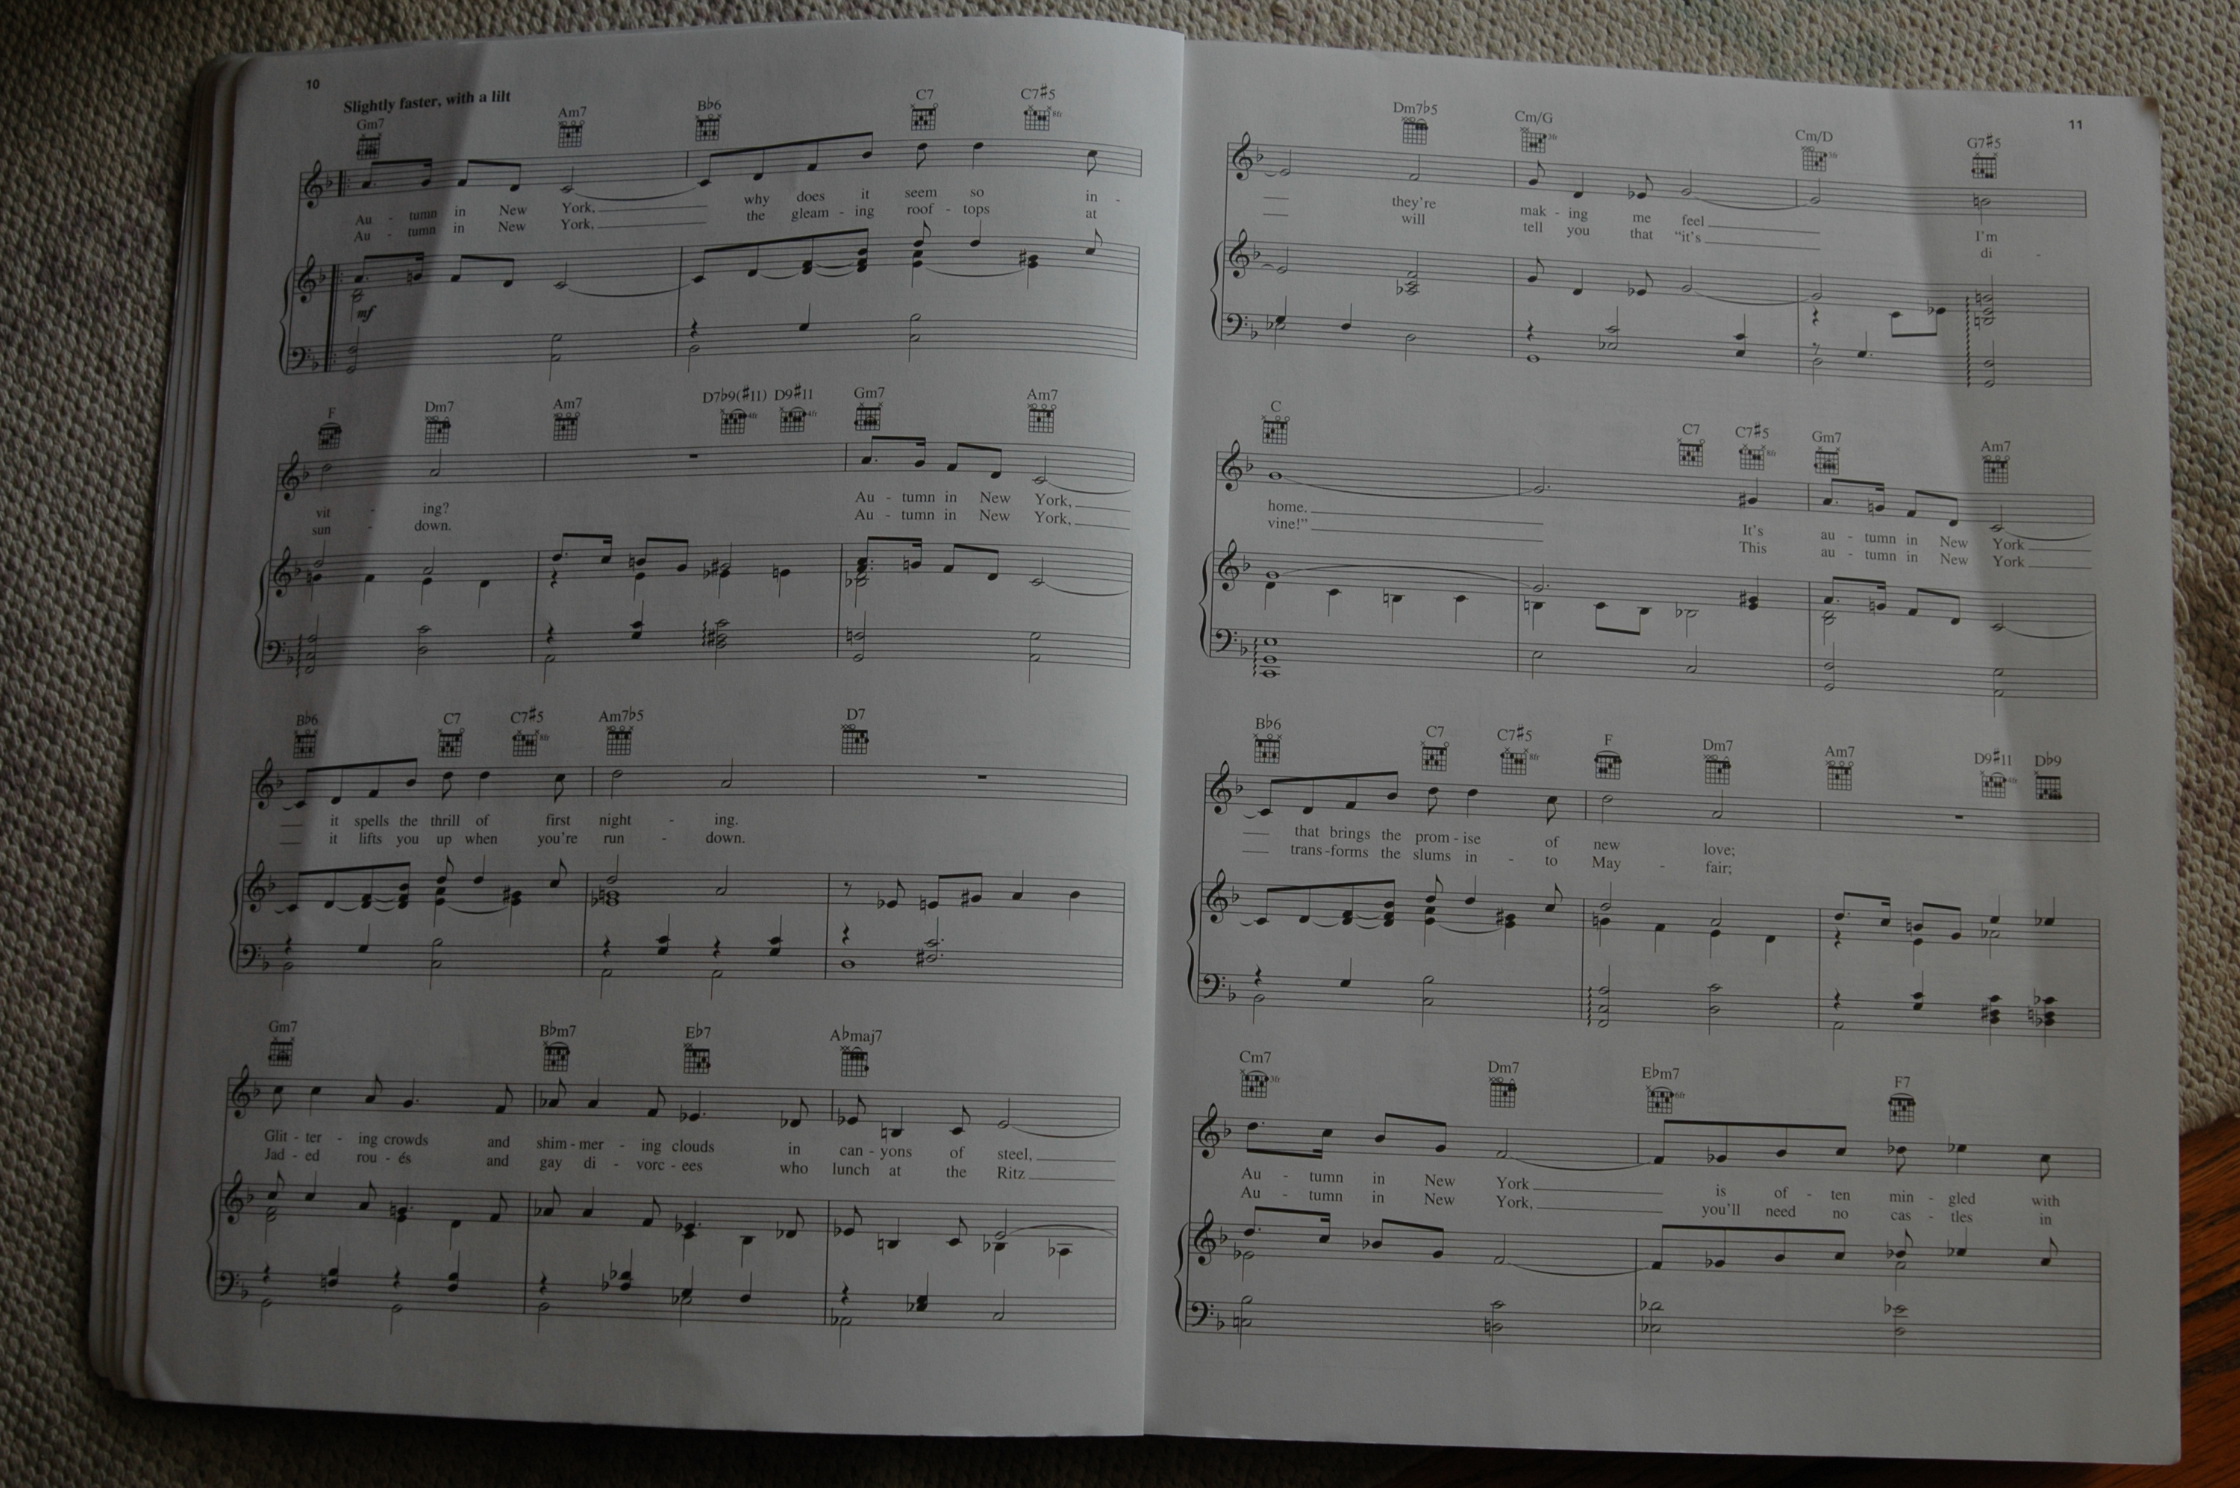 10
Slightly faster, with a lilt
Gm7 Am7 B♭6 C7 C7♯5
Au - tumn in New York, why does it seem so in -
Au - tumn in New York, the gleam - ing roof - tops at
mf
F Dm7 Am7 D7♭9(♯11) D9♯11 Gm7 Am7
vit - ing? Au - tumn in New York,
sun - down. Au - tumn in New York,
B♭6 C7 C7♯5 Am7♭5 D7
it spells the thrill of first night - ing.
it lifts you up when you're run - down.
Gm7 B♭m7 E♭7 A♭maj7
Glit - ter - ing crowds and shim - mer - ing clouds in can - yons of steel,
Jad - ed rou - és and gay di - vorc - ees who lunch at the Ritz
11
Dm7♭5 Cm/G Cm/D G7♯5
they're mak - ing me feel I'm
will tell you that “it's di -
C C7 C7♯5 Gm7 Am7
home. It's au - tumn in New York
vine!” This au - tumn in New York
B♭6 C7 C7♯5 F Dm7 Am7 D9♯11 D♭9
that brings the prom - ise of new love;
trans - forms the slums in - to May - fair;
Cm7 Dm7 E♭m7 F7
Au - tumn in New York is of - ten min - gled with
Au - tumn in New York, you'll need no cas - tles in